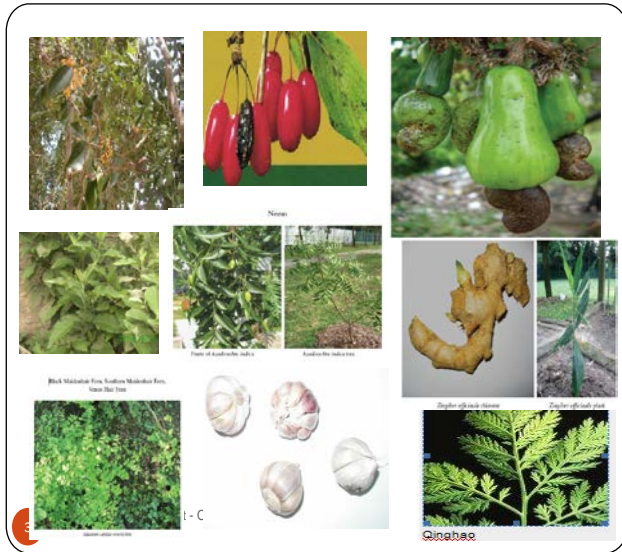 Neem
Fruits of Azadirachta indica
Azadirachta indica tree
Zingiber officinale rhizome
Zingiber officinale plant
Black Maidenhair Fern, Southern Maidenhair Fern,
Venus Hair Fern
3
t - C
Qinghao